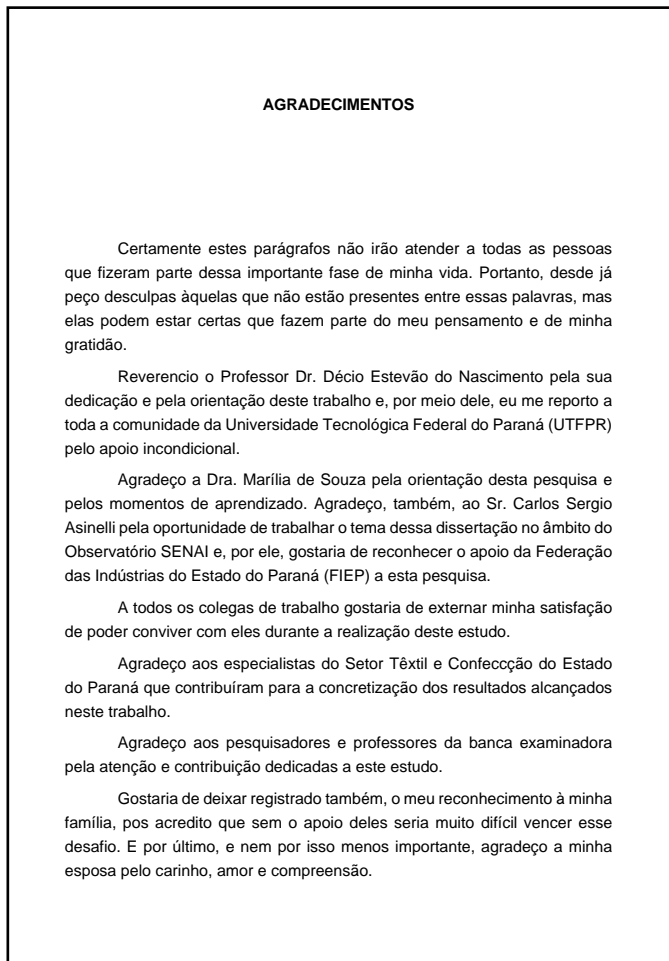 AGRADECIMENTOS
Certamente estes parágrafos não irão atender a todas as pessoas
que fizeram parte dessa importante fase de minha vida. Portanto, desde já
peço desculpas àquelas que não estão presentes entre essas palavras, mas
elas podem estar certas que fazem parte do meu pensamento e de minha
gratidão.
Reverencio o Professor Dr. Décio Estevão do Nascimento pela sua
dedicação e pela orientação deste trabalho e, por meio dele, eu me reporto a
toda a comunidade da Universidade Tecnológica Federal do Paraná (UTFPR)
pelo apoio incondicional.
Agradeço a Dra. Marília de Souza pela orientação desta pesquisa e
pelos momentos de aprendizado. Agradeço, também, ao Sr. Carlos Sergio
Asinelli pela oportunidade de trabalhar o tema dessa dissertação no âmbito do
Observatório SENAI e, por ele, gostaria de reconhecer o apoio da Federação
das Indústrias do Estado do Paraná (FIEP) a esta pesquisa.
A todos os colegas de trabalho gostaria de externar minha satisfação
de poder conviver com eles durante a realização deste estudo.
Agradeço aos especialistas do Setor Têxtil e Confeccção do Estado
do Paraná que contribuíram para a concretização dos resultados alcançados
neste trabalho.
Agradeço aos pesquisadores e professores da banca examinadora
pela atenção e contribuição dedicadas a este estudo.
Gostaria de deixar registrado também, o meu reconhecimento à minha
família, pos acredito que sem o apoio deles seria muito difícil vencer esse
desafio. E por último, e nem por isso menos importante, agradeço a minha
esposa pelo carinho, amor e compreensão.